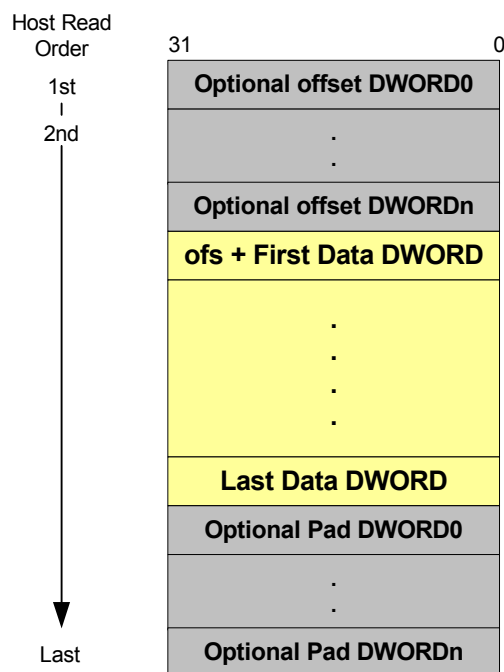 Host Read
Order
31 0
1st
Optional offset DWORD0
2nd
.
.
Optional offset DWORDn
ofs + First Data DWORD
.
.
.
.
Last Data DWORD
Optional Pad DWORD0
.
.
Last
Optional Pad DWORDn